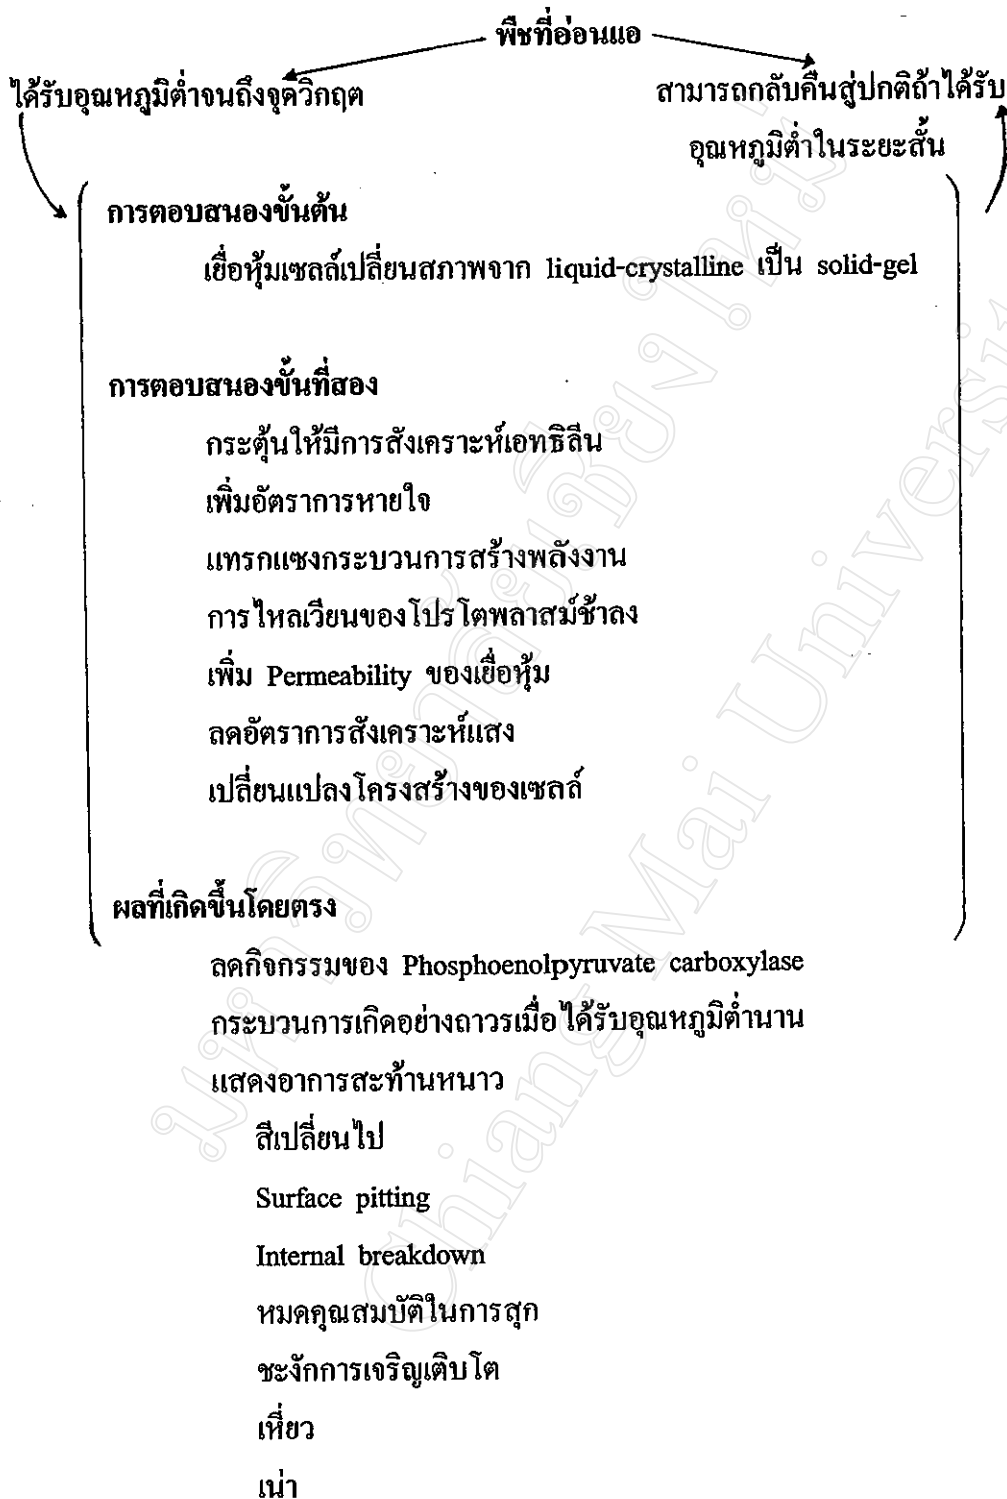 พืชที่อ่อนแอ
ได้รับอุณหภูมิต่ำจนถึงจุดวิกฤต
สามารถกลับคืนสู่ปกติถ้าได้รับ
อุณหภูมิต่ำในระยะสั้น
การตอบสนองขั้นต้น
เยื่อหุ้มเซลล์เปลี่ยนสภาพจาก liquid-crystalline เป็น solid-gel
การตอบสนองขั้นที่สอง
กระตุ้นให้มีการสังเคราะห์เอทธิลีน
เพิ่มอัตราการหายใจ
แทรกแซงกระบวนการสร้างพลังงาน
การไหลเวียนของโปรโตพลาสม์ช้าลง
เพิ่ม Permeability ของเยื่อหุ้ม
ลดอัตราการสังเคราะห์แสง
เปลี่ยนแปลงโครงสร้างของเซลล์
ผลที่เกิดขึ้นโดยตรง
ลดกิจกรรมของ Phosphoenolpyruvate carboxylase
กระบวนการเกิดอย่างถาวรเมื่อได้รับอุณหภูมิต่ำนาน
แสดงอาการสะท้านหนาว
สีเปลี่ยนไป
Surface pitting
Internal breakdown
หมดคุณสมบัติในการสุก
ชะงักการเจริญเติบโต
เหี่ยว
เน่า
Chiang Mai Universit